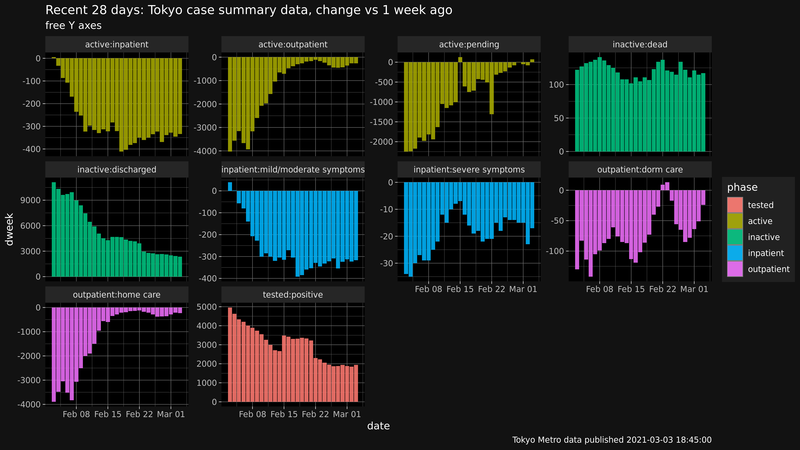 Recent 28 days: Tokyo case summary data, change vs 1 week ago
free Y axes
active:inpatient
active:outpatient
active:pending
inactive:dead
0
-100
-200
-300
-400
0
-1000
-2000
-3000
-4000
0
-500
-1000
-1500
-2000
100
50
0
inactive:discharged
inpatient:mild/moderate symptoms
inpatient:severe symptoms
outpatient:dorm care
9000
6000
3000
0
0
-100
-200
-300
-400
0
-10
-20
-30
0
-50
-100
Feb 08 Feb 15 Feb 22 Mar 01
Feb 08 Feb 15 Feb 22 Mar 01
outpatient:home care
tested:positive
0
-1000
-2000
-3000
-4000
5000
4000
3000
2000
1000
0
Feb 08 Feb 15 Feb 22 Mar 01
Feb 08 Feb 15 Feb 22 Mar 01
dweek
date
phase
tested
active
inactive
inpatient
outpatient
Tokyo Metro data published 2021-03-03 18:45:00